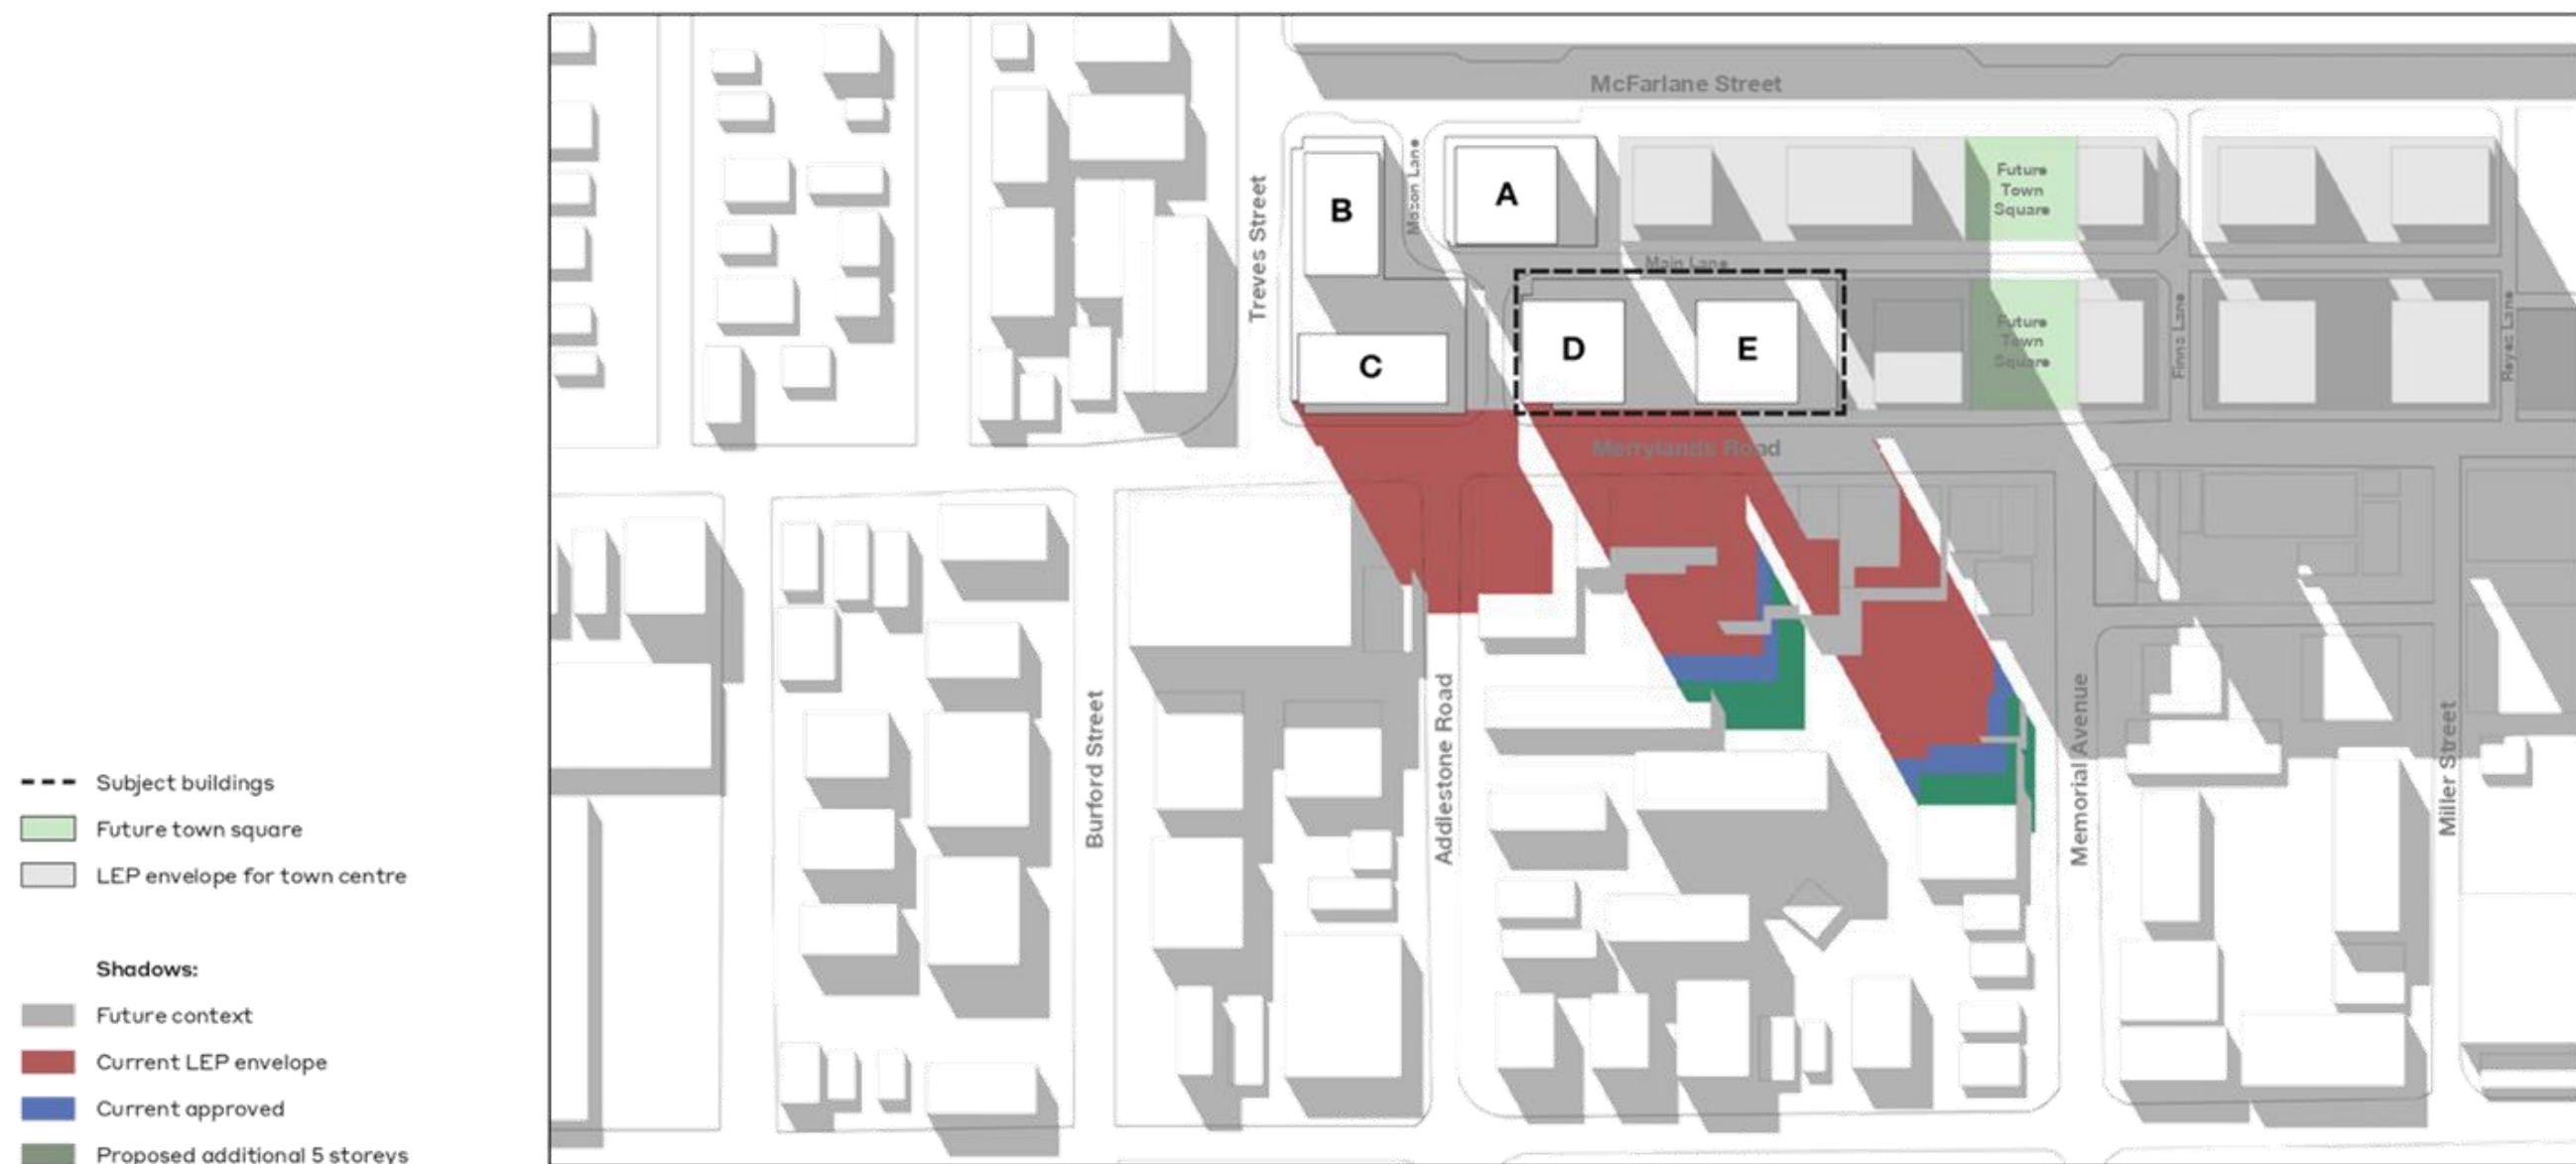 McFarlane Street
Treves Street
B
Mason Lane
A
Future
Town
Square
Main Lane
C
D
E
Future
Town
Square
Finns Lane
Merrylands Road
Burford Street
Addlestone Road
Memorial Avenue
Miller Street
Subject buildings
Future town square
LEP envelope for town centre
Shadows:
Future context
Current LEP envelope
Current approved
Proposed additional 5 storeys